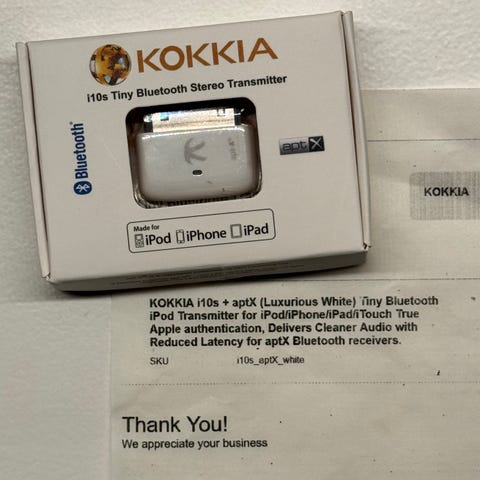 KOKKIA
i10s Tiny Bluetooth Stereo Transmitter
Bluetooth®
aptX
aptX
Made for
iPod iPhone iPad
KOKKIA
KOKKIA i10s + aptX (Luxurious White) Tiny Bluetooth
iPod Transmitter for iPod/iPhone/iPad/iTouch True
Apple authentication, Delivers Cleaner Audio with
Reduced Latency for aptX Bluetooth receivers.
SKU i10s_aptX_white
Thank You!
We appreciate your business